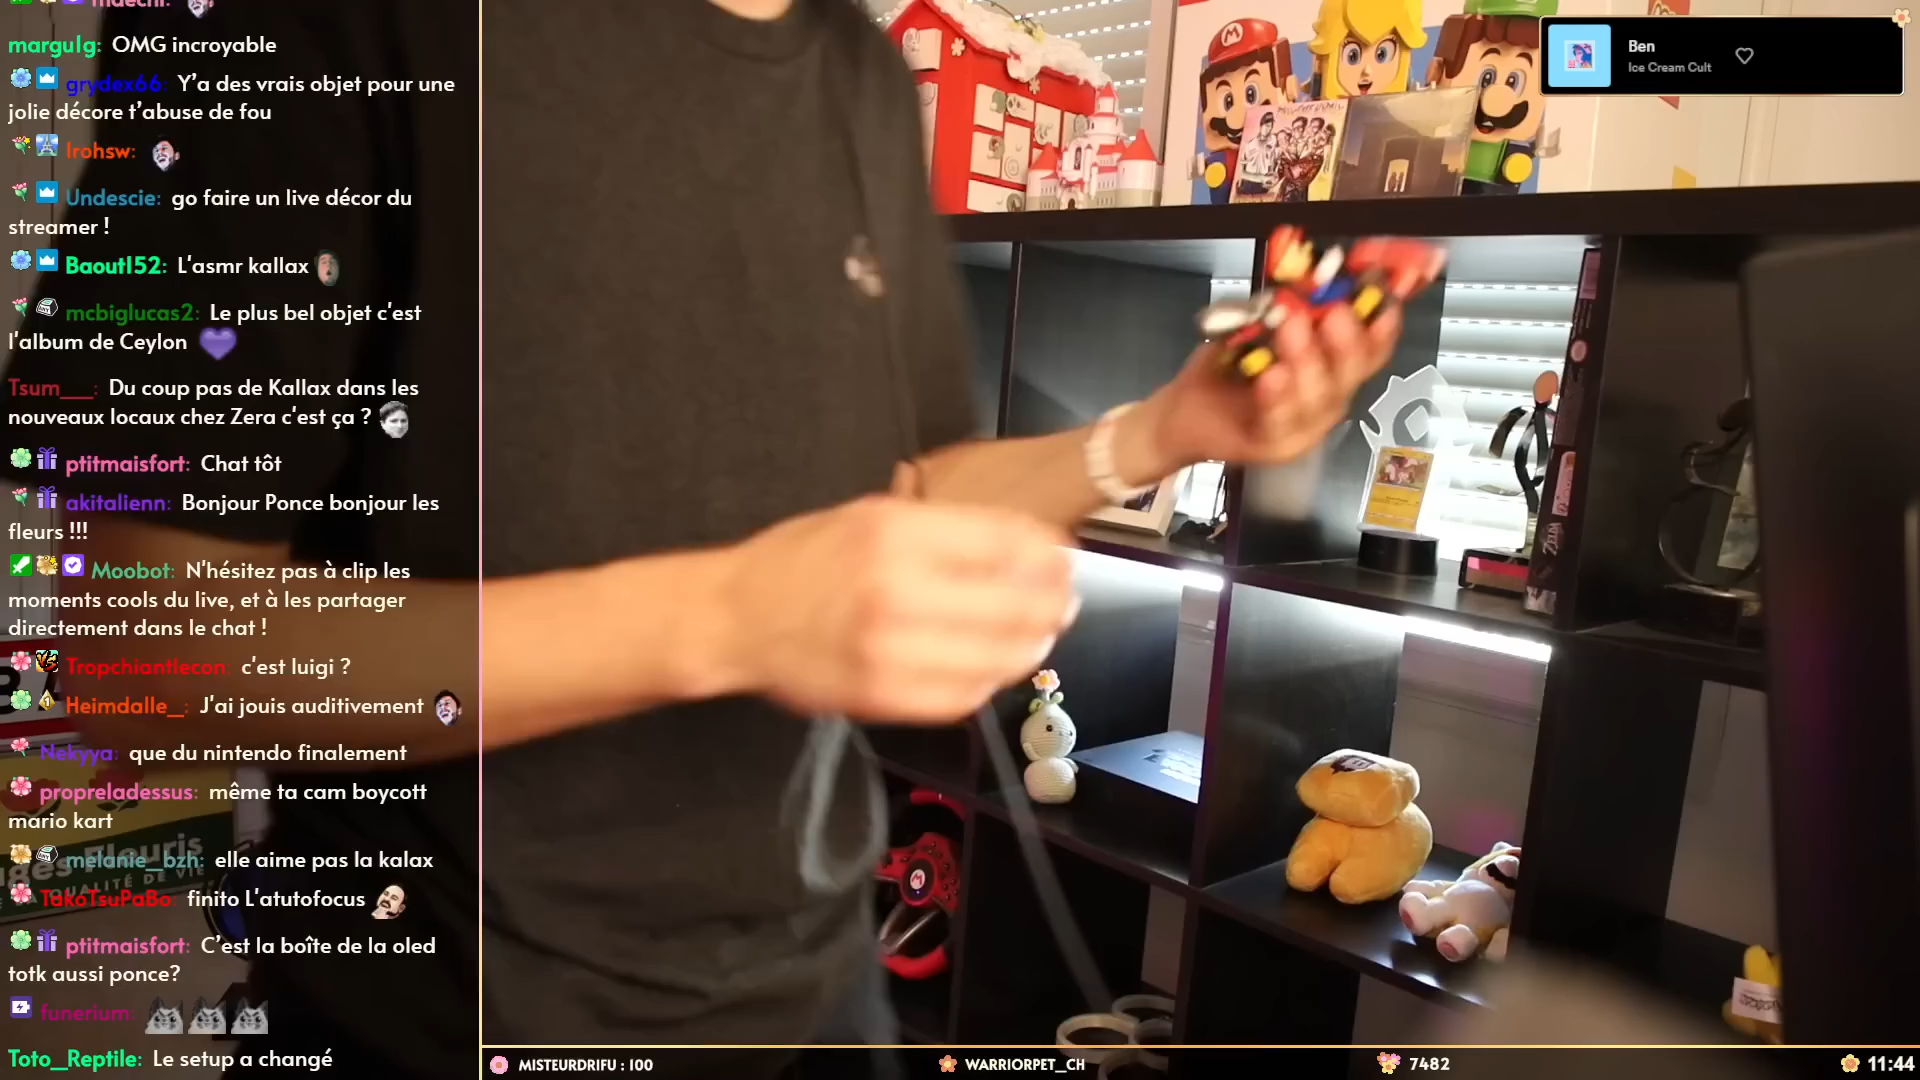 maechi:
margulg: OMG incroyable
grydex66: Y'a des vrais objet pour une
jolie décore t'abuse de fou
Irohsw:
Undescie: go faire un live décor du
streamer !
Baout152: L'asmr kallax
mcbiglucas2: Le plus bel objet c'est
l'album de Ceylon
Tsum___: Du coup pas de Kallax dans les
nouveaux locaux chez Zera c'est ça ?
ptitmaisfort: Chat tôt
akitalienn: Bonjour Ponce bonjour les
fleurs !!!
Moobot: N'hésitez pas à clip les
moments cools du live, et à les partager
directement dans le chat !
Tropchiantlecon: c'est luigi ?
Heimdalle_: J'ai jouis auditivement
Nekyya: que du nintendo finalement
propreladessus: même ta cam boycott
mario kart
melanie_bzh: elle aime pas la kalax
TakoTsuPaBo: finito L'atutofocus
ptitmaisfort: C'est la boîte de la oled
totk aussi ponce?
funerium:
Toto_Reptile: Le setup a changé
QUALITÉ DE VIE
Ben
Ice Cream Cult
M
M
ZELDA
MISTEURDRIFU : 100
WARRIORPET_CH
7482
11:44